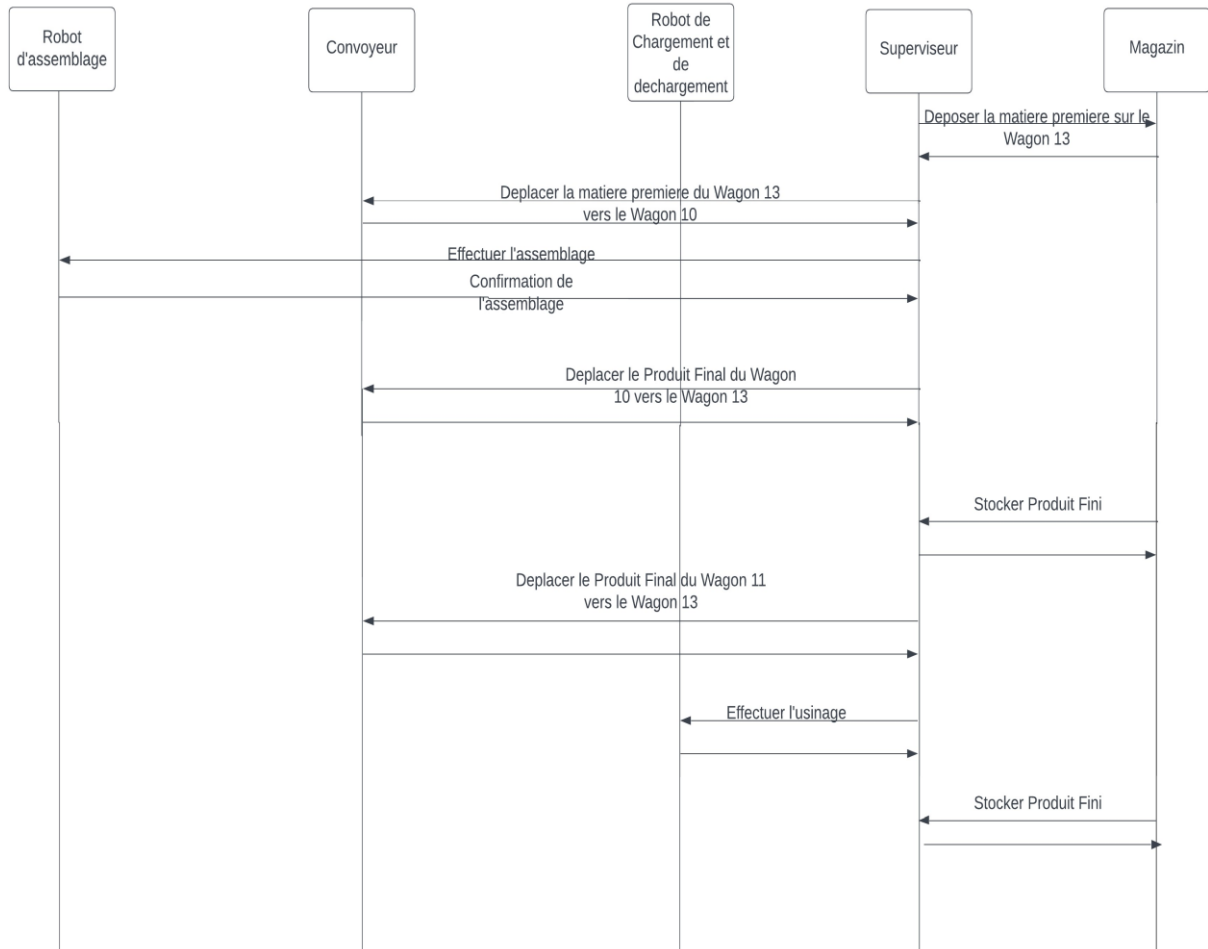 Robot
d'assemblage
Convoyeur
Robot de
Chargement et
de
dechargement
Superviseur
Magazin
Deposer la matiere premiere sur le
Wagon 13
Deplacer la matiere premiere du Wagon 13
vers le Wagon 10
Effectuer l'assemblage
Confirmation de
l'assemblage
Deplacer le Produit Final du Wagon
10 vers le Wagon 13
Stocker Produit Fini
Deplacer le Produit Final du Wagon 11
vers le Wagon 13
Effectuer l'usinage
Stocker Produit Fini